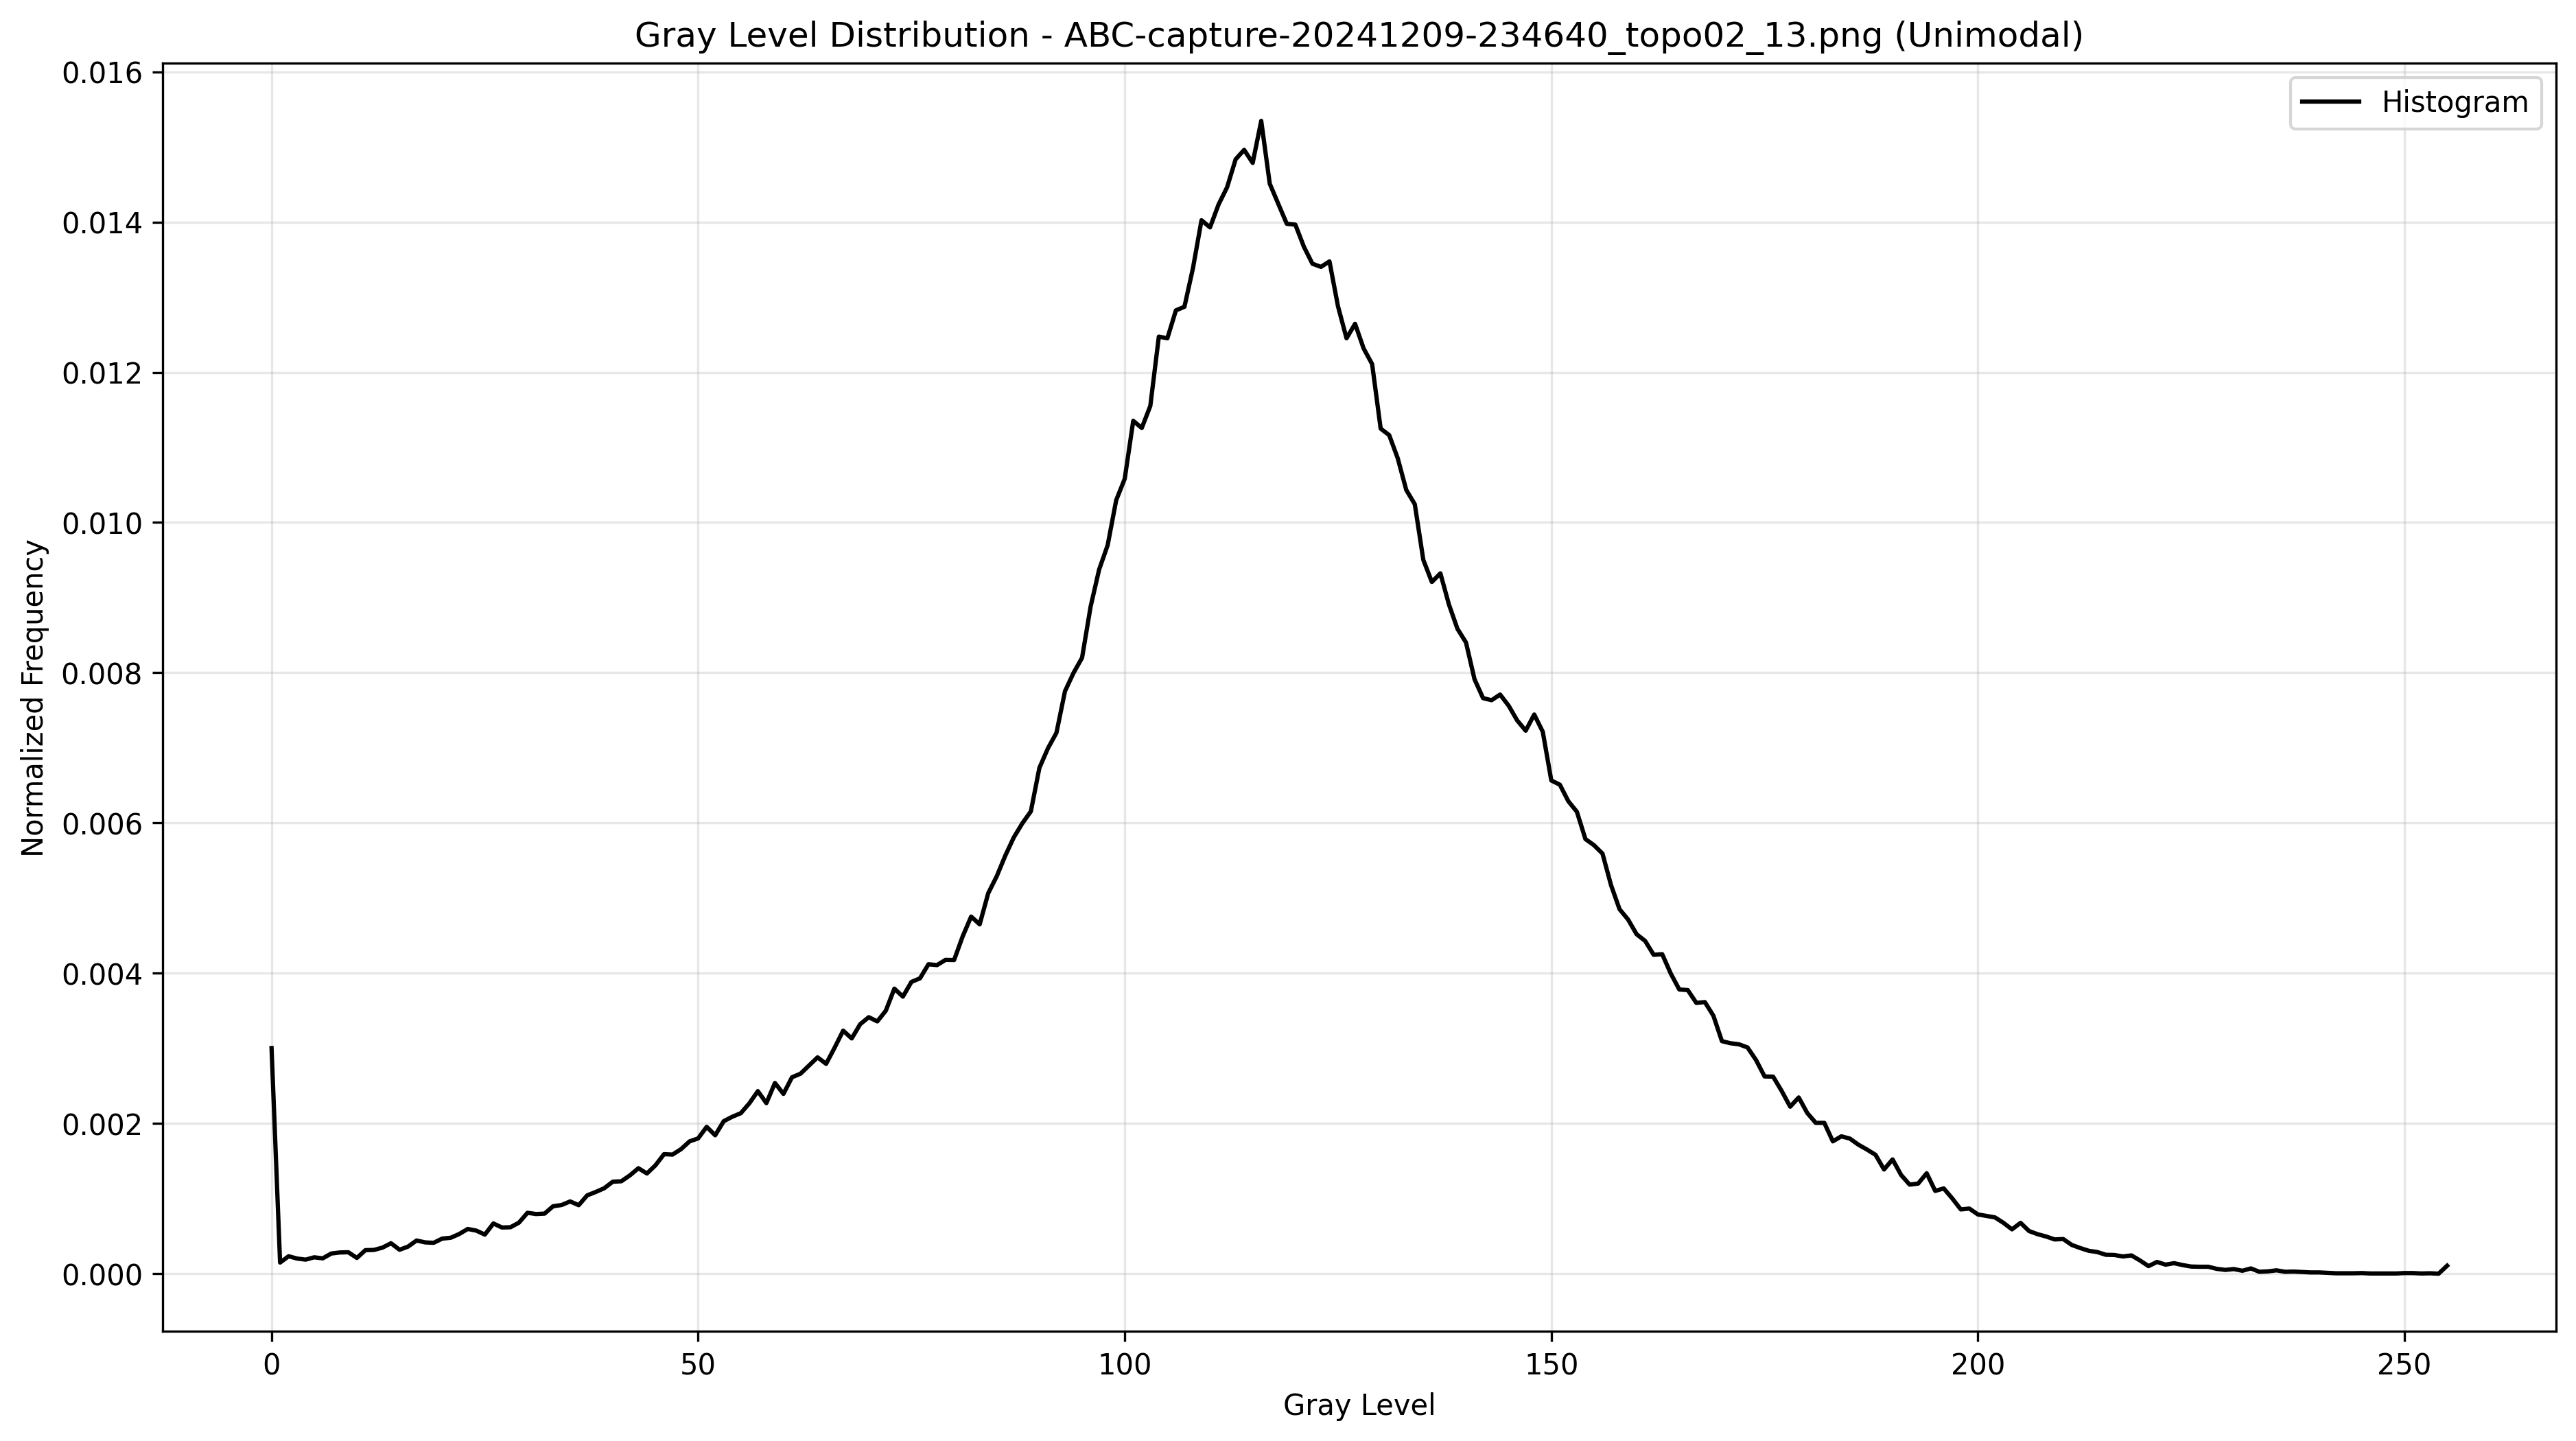 Gray Level Distribution - ABC-capture-20241209-234640_topo02_13.png (Unimodal)
Histogram
Normalized Frequency
0.016
0.014
0.012
0.010
0.008
0.006
0.004
0.002
0.000
0 50 100 150 200 250
Gray Level